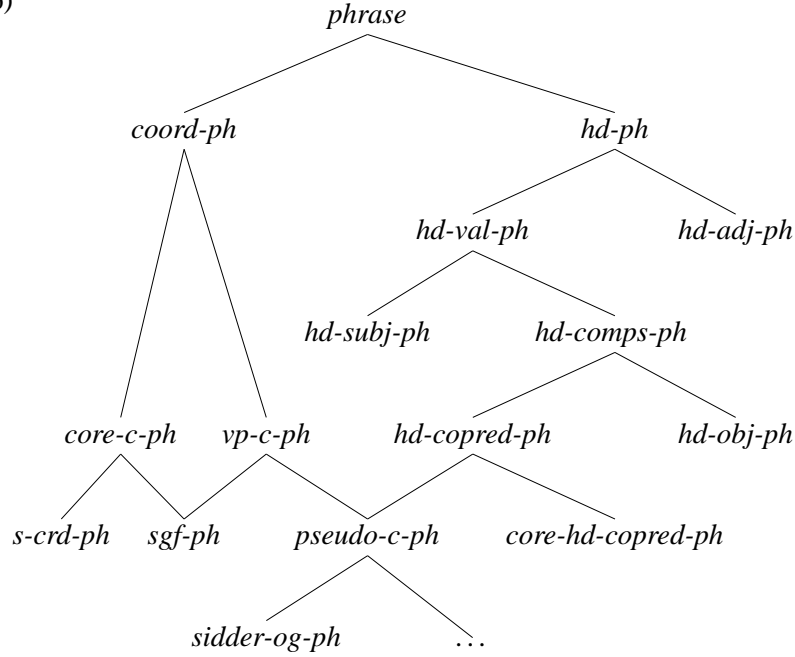 )
phrase
coord-ph hd-ph
hd-val-ph hd-adj-ph
hd-subj-ph hd-comps-ph
core-c-ph vp-c-ph hd-copred-ph hd-obj-ph
s-crd-ph sgf-ph pseudo-c-ph core-hd-copred-ph
sidder-og-ph ...